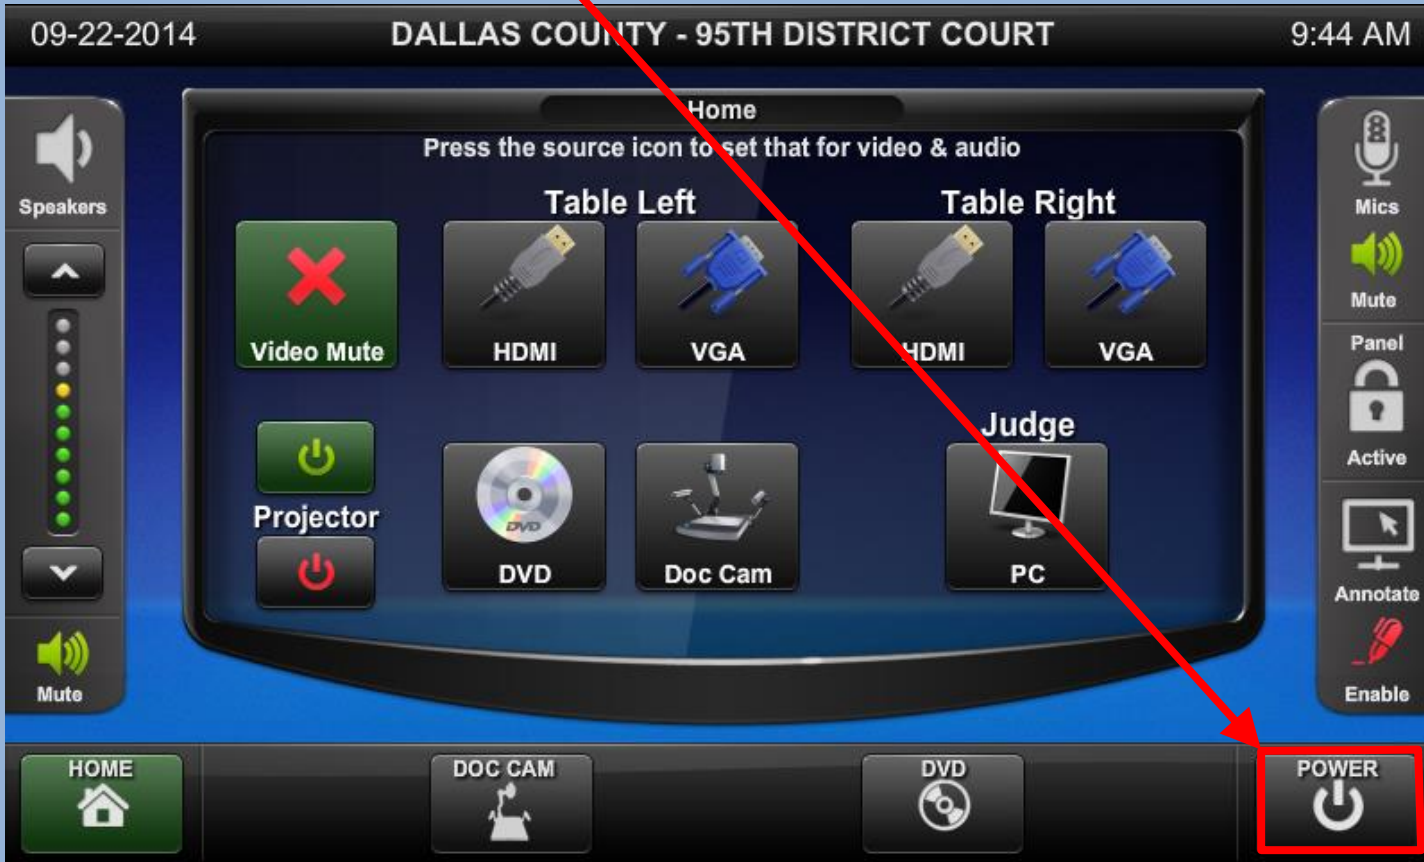 09-22-2014
DALLAS COUNTY - 95TH DISTRICT COURT
9:44 AM
Home
Press the source icon to set that for video & audio
Speakers
Mute
Table Left
Table Right
Video Mute
HDMI
VGA
HDMI
VGA
Projector
DVD
DVD
Doc Cam
Judge
PC
Mics
Mute
Panel
Active
Annotate
Enable
HOME
DOC CAM
DVD
POWER